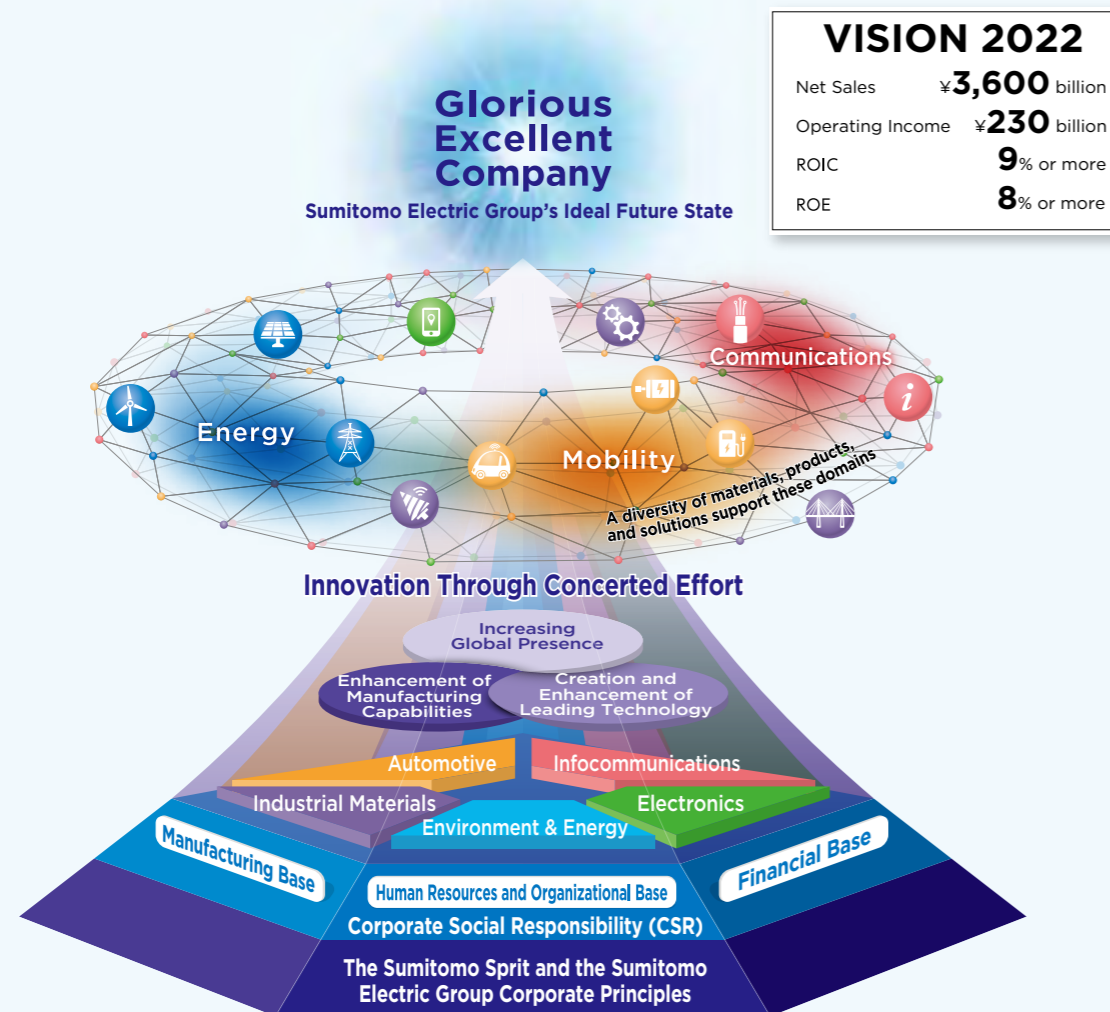 VISION 2022
Net Sales ¥3,600 billion
Operating Income ¥230 billion
ROIC 9% or more
ROE 8% or more
Glorious
Excellent
Company
Sumitomo Electric Group's Ideal Future State
Communications
i
Energy
Mobility
A diversity of materials, products,
and solutions support these domains
Innovation Through Concerted Effort
Increasing
Global Presence
Enhancement of
Manufacturing
Capabilities
Creation and
Enhancement of
Leading Technology
Automotive
Infocommunications
Industrial Materials
Electronics
Environment & Energy
Manufacturing Base
Financial Base
Human Resources and Organizational Base
Corporate Social Responsibility (CSR)
The Sumitomo Sprit and the Sumitomo
Electric Group Corporate Principles